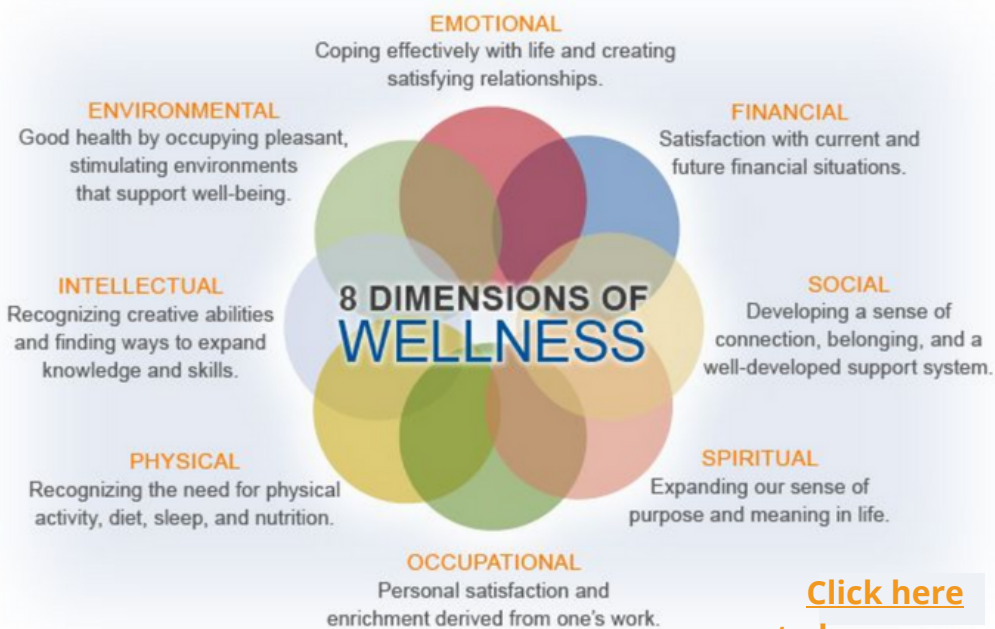 EMOTIONAL
Coping effectively with life and creating
satisfying relationships.
ENVIRONMENTAL
Good health by occupying pleasant,
stimulating environments
that support well-being.
FINANCIAL
Satisfaction with current and
future financial situations.
INTELLECTUAL
Recognizing creative abilities
and finding ways to expand
knowledge and skills.
8 DIMENSIONS OF
WELLNESS
SOCIAL
Developing a sense of
connection, belonging, and a
well-developed support system.
PHYSICAL
Recognizing the need for physical
activity, diet, sleep, and nutrition.
SPIRITUAL
Expanding our sense of
purpose and meaning in life.
OCCUPATIONAL
Personal satisfaction and
enrichment derived from one's work.
Click here